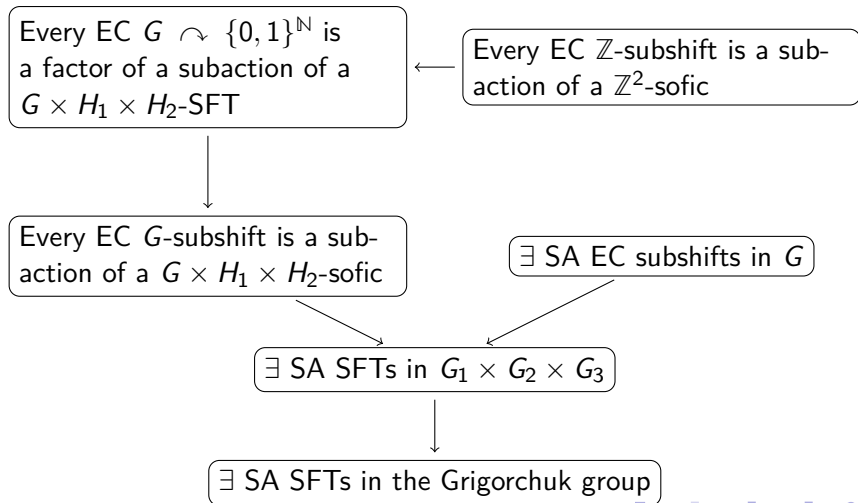 Every EC G ↷ {0, 1}^ℕ is
a factor of a subaction of a
G × H₁ × H₂-SFT
Every EC ℤ-subshift is a sub-
action of a ℤ²-sofic
Every EC G-subshift is a sub-
action of a G × H₁ × H₂-sofic
∃ SA EC subshifts in G
∃ SA SFTs in G₁ × G₂ × G₃
∃ SA SFTs in the Grigorchuk group